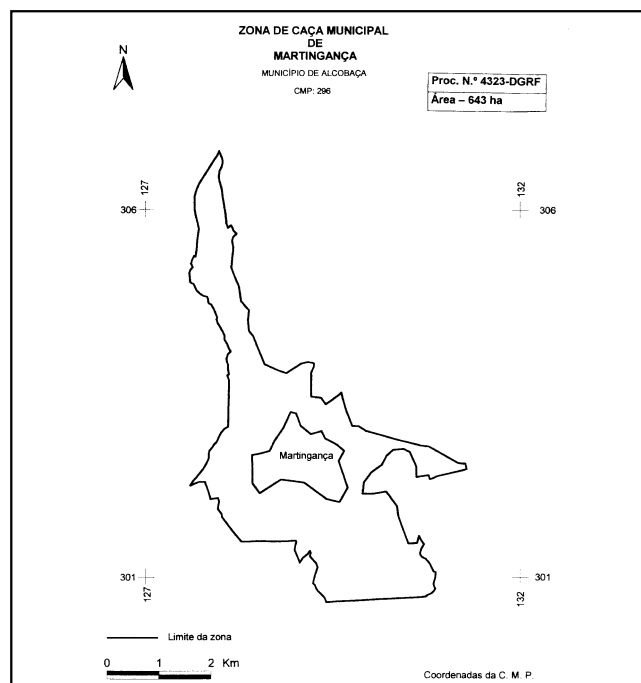 ZONA DE CAÇA MUNICIPAL
DE
MARTINGANÇA
MUNICÍPIO DE ALCOBAÇA
CMP: 296
N
Proc. N.º 4323-DGRF
Área – 643 ha
127
132
306
306
Martingança
301
301
127
132
Limite da zona
0 1 2 Km
Coordenadas da C. M. P.